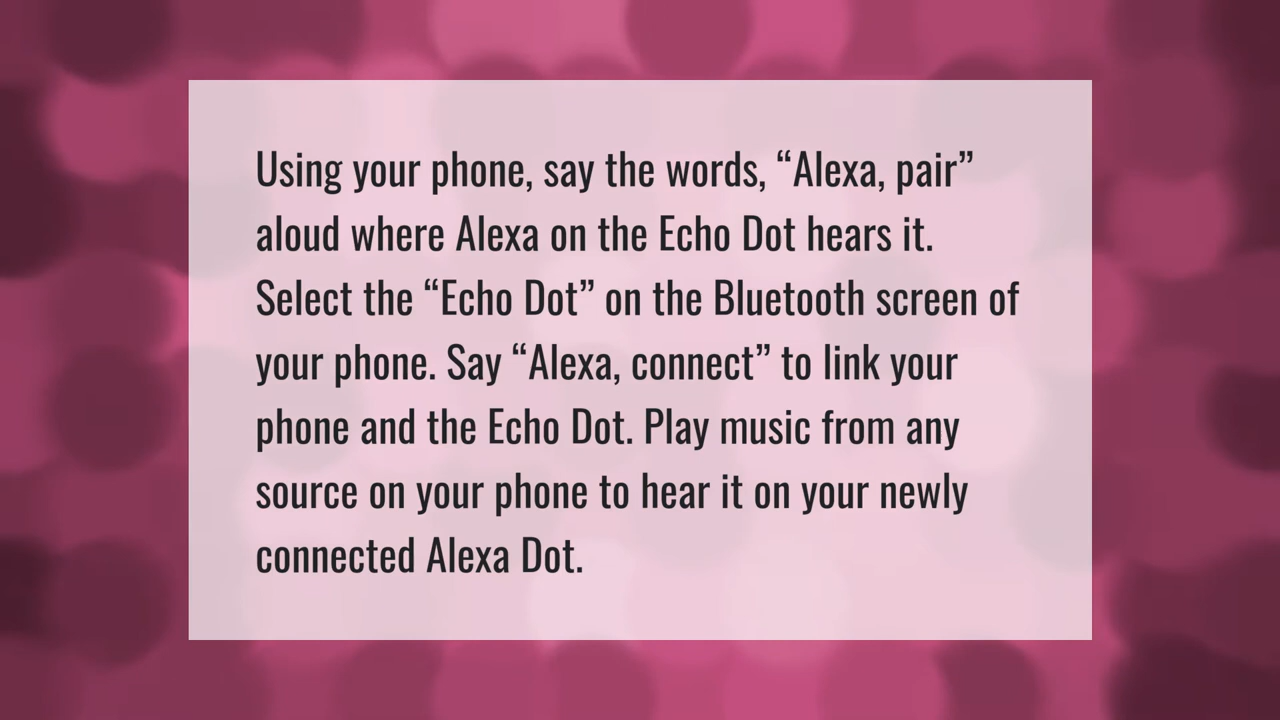 Using your phone, say the words, “Alexa, pair”
aloud where Alexa on the Echo Dot hears it.
Select the “Echo Dot” on the Bluetooth screen of
your phone. Say “Alexa, connect” to link your
phone and the Echo Dot. Play music from any
source on your phone to hear it on your newly
connected Alexa Dot.